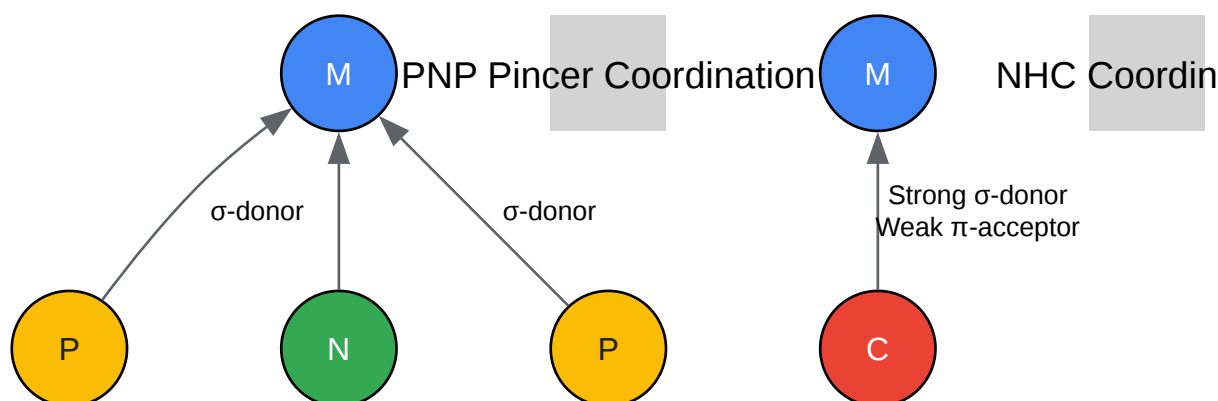 M
PNP Pincer Coordination
M
NHC Coordin
σ-donor
σ-donor
Strong σ-donor
Weak π-acceptor
P
N
P
C